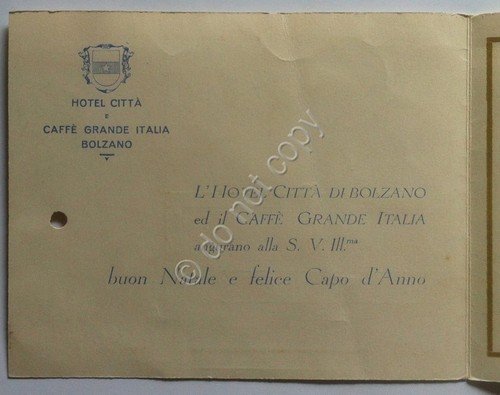 HOTEL CITTÀ
e
CAFFÈ GRANDE ITALIA
BOLZANO
L'HOTEL CITTÀ DI BOLZANO
ed il CAFFÈ GRANDE ITALIA
augurano alla S. V. Ill.ma
buon Natale e felice Capo d'Anno
© do not copy